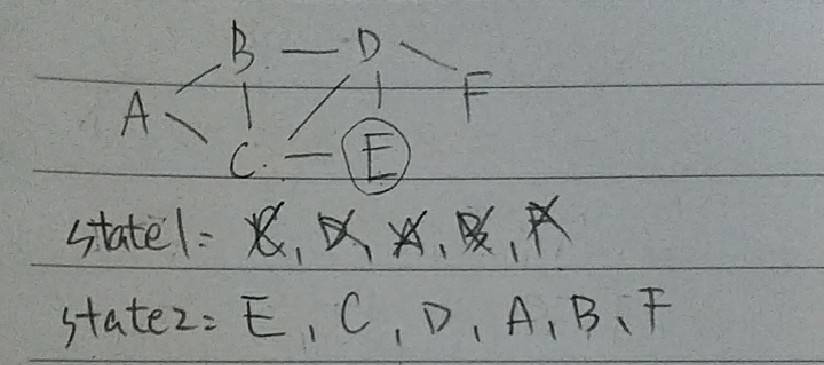 B — D
A F
C — E
state1= C, D, A, B, F
state2= E, C, D, A, B, F